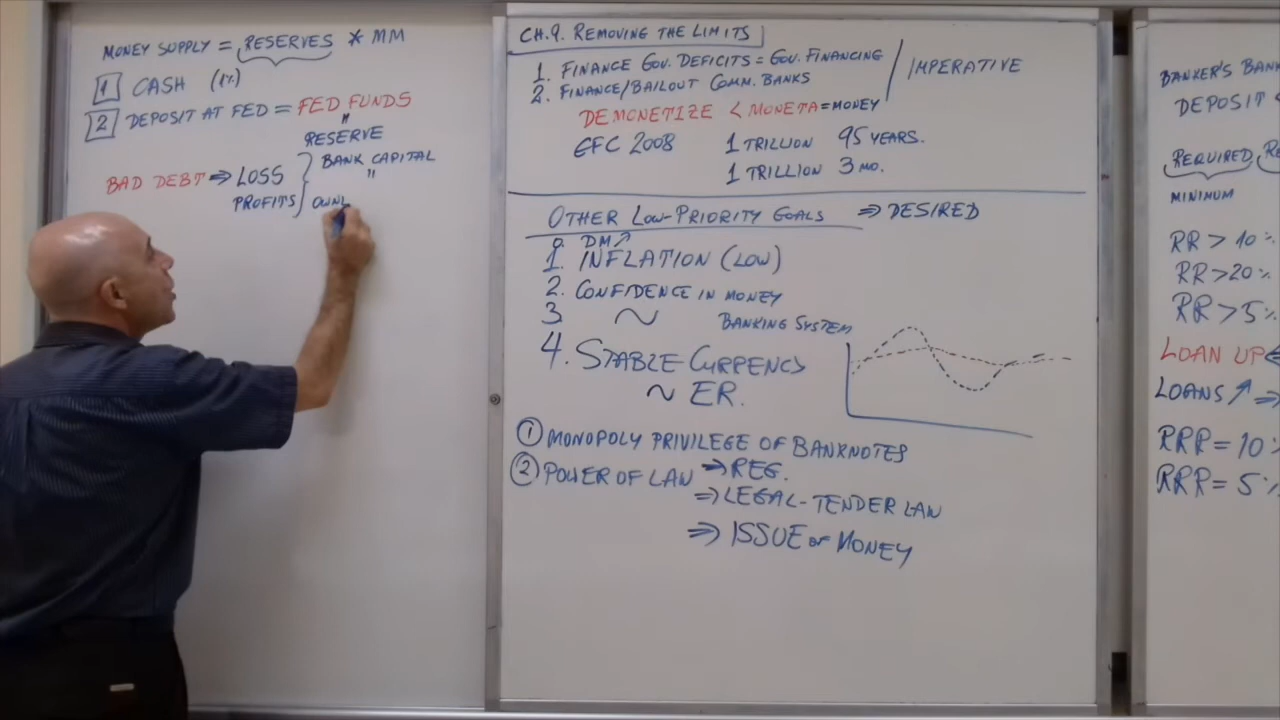 MONEY SUPPLY = RESERVES * MM
1 CASH (1%)
2 DEPOSIT AT FED = FED FUNDS
"
RESERVE
BAD DEBT ⇒ LOSS } BANK CAPITAL
"
PROFITS OWN
CH.9. REMOVING THE LIMITS
1. FINANCE GOV. DEFICITS = GOV. FINANCING
2. FINANCE/BAILOUT COMM. BANKS / IMPERATIVE
DEMONETIZE < MONETA = MONEY
1 TRILLION 95 YEARS.
2008
1 TRILLION 3 MO.
OTHER LOW-PRIORITY GOALS ⇒ DESIRED
0. DM↗
1. INFLATION (LOW)
2. CONFIDENCE IN MONEY
3 ~ BANKING SYSTEM
4. STABLE CURRENCY
~ ER.
① MONOPOLY PRIVILEGE OF BANKNOTES
② POWER OF LAW ⇒ REG.
⇒ LEGAL-TENDER LAW
⇒ ISSUE OF MONEY
BANKER'S BANK
DEPOSIT
REQUIRED
MINIMUM
RR > 10%
RR > 20%
RR > 5%
LOAN UP
LOANS ↗ ⇒
RRR = 10%
RRR = 5%